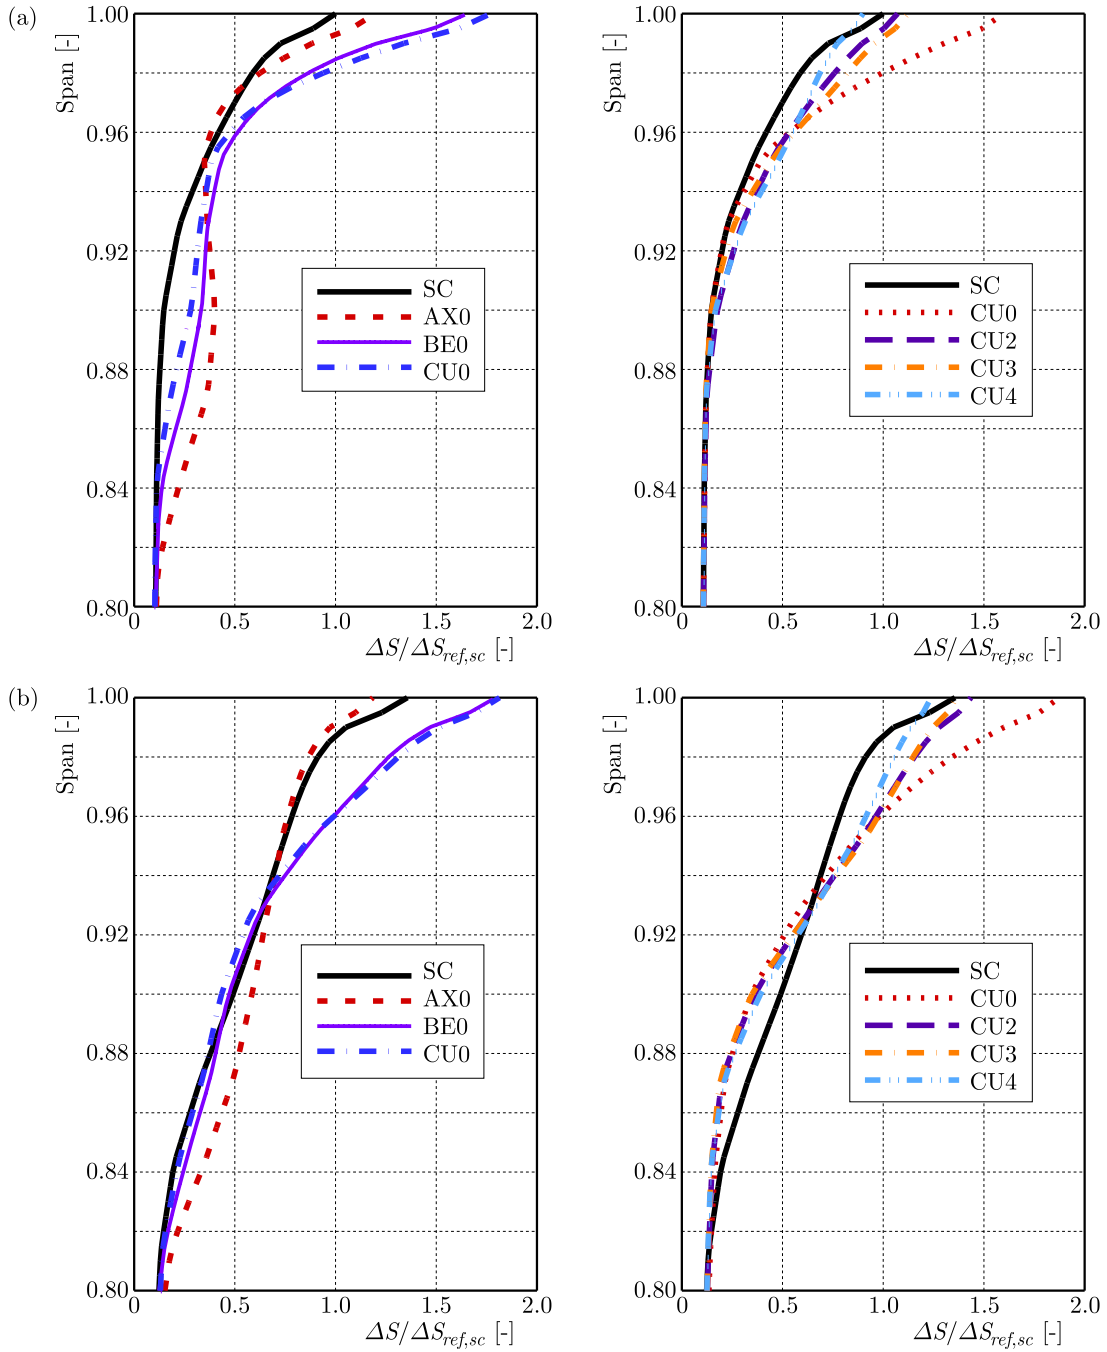 (a)
Span [-]
1.00
0.96
0.92
0.88
0.84
0.80
0 0.5 1.0 1.5 2.0
ΔS/ΔS_ref,sc [-]
SC
AX0
BE0
CU0
Span [-]
1.00
0.96
0.92
0.88
0.84
0.80
0 0.5 1.0 1.5 2.0
ΔS/ΔS_ref,sc [-]
SC
CU0
CU2
CU3
CU4
(b)
Span [-]
1.00
0.96
0.92
0.88
0.84
0.80
0 0.5 1.0 1.5 2.0
ΔS/ΔS_ref,sc [-]
SC
AX0
BE0
CU0
Span [-]
1.00
0.96
0.92
0.88
0.84
0.80
0 0.5 1.0 1.5 2.0
ΔS/ΔS_ref,sc [-]
SC
CU0
CU2
CU3
CU4